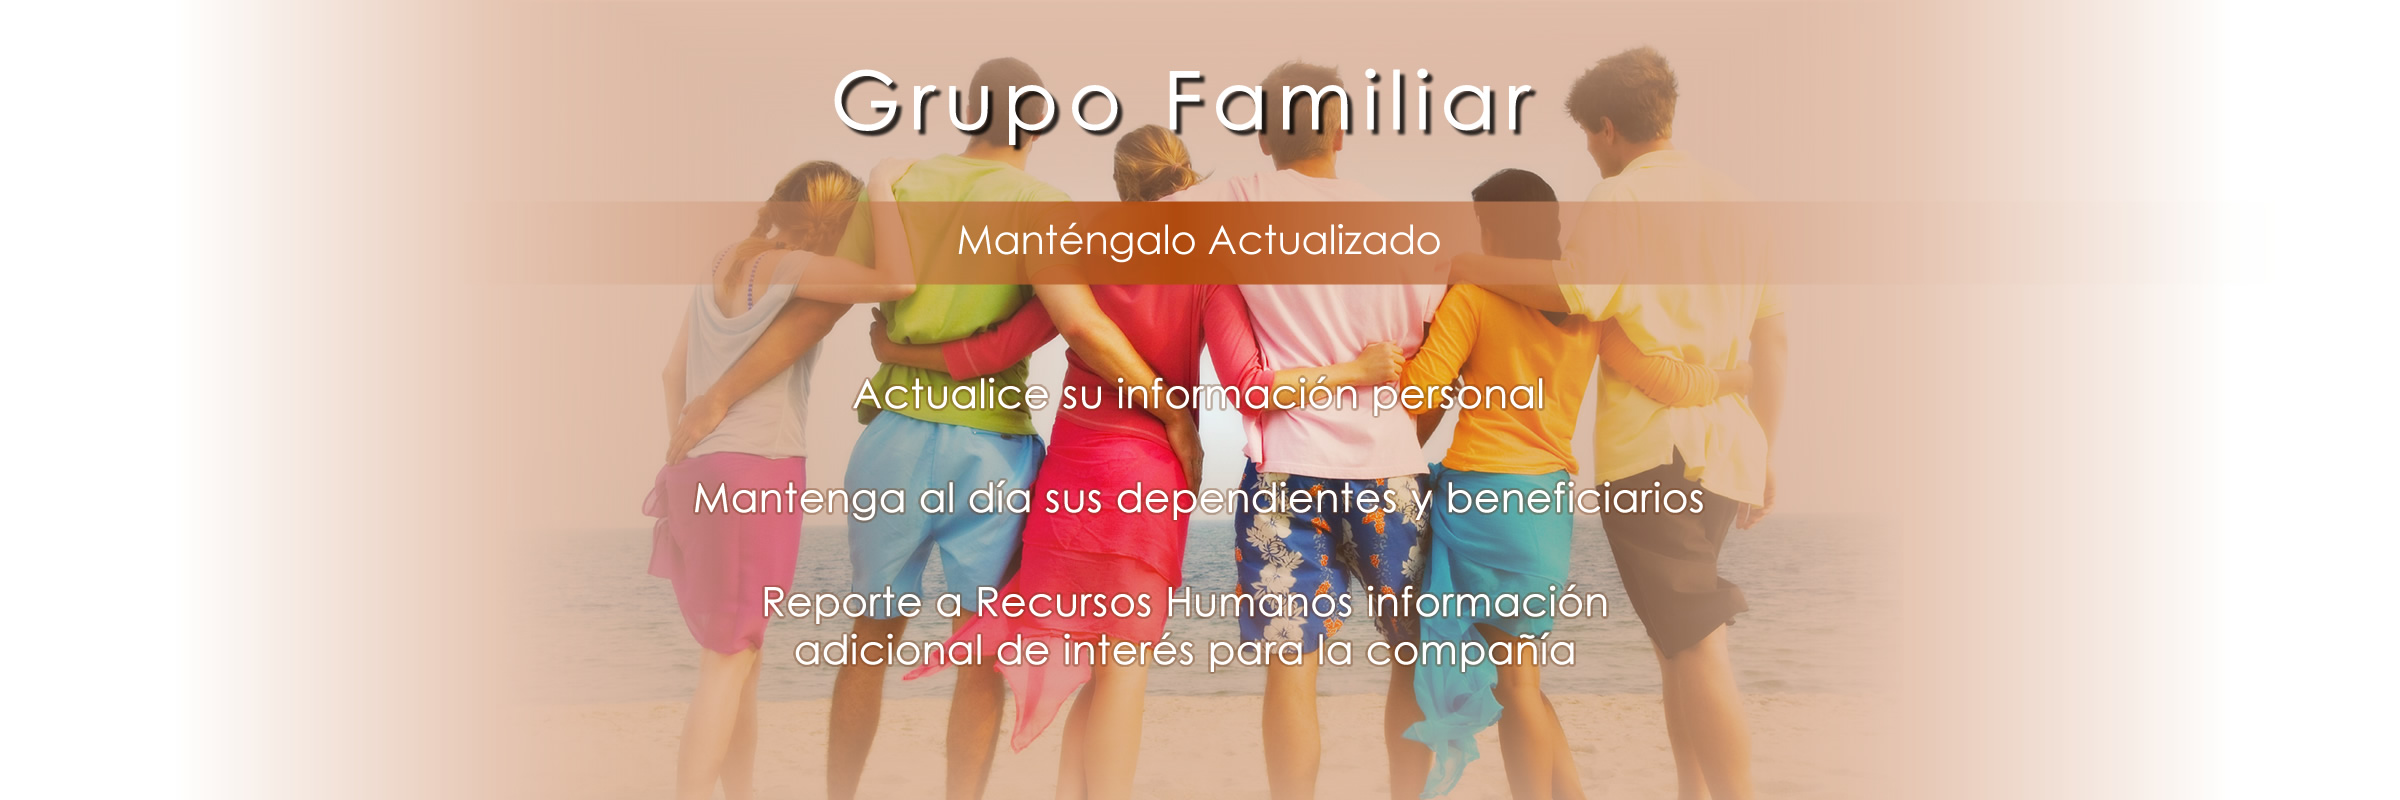 Grupo Familiar
Manténgalo Actualizado
Actualice su información personal
Mantenga al día sus dependientes y beneficiarios
Reporte a Recursos Humanos información
adicional de interés para la compañía